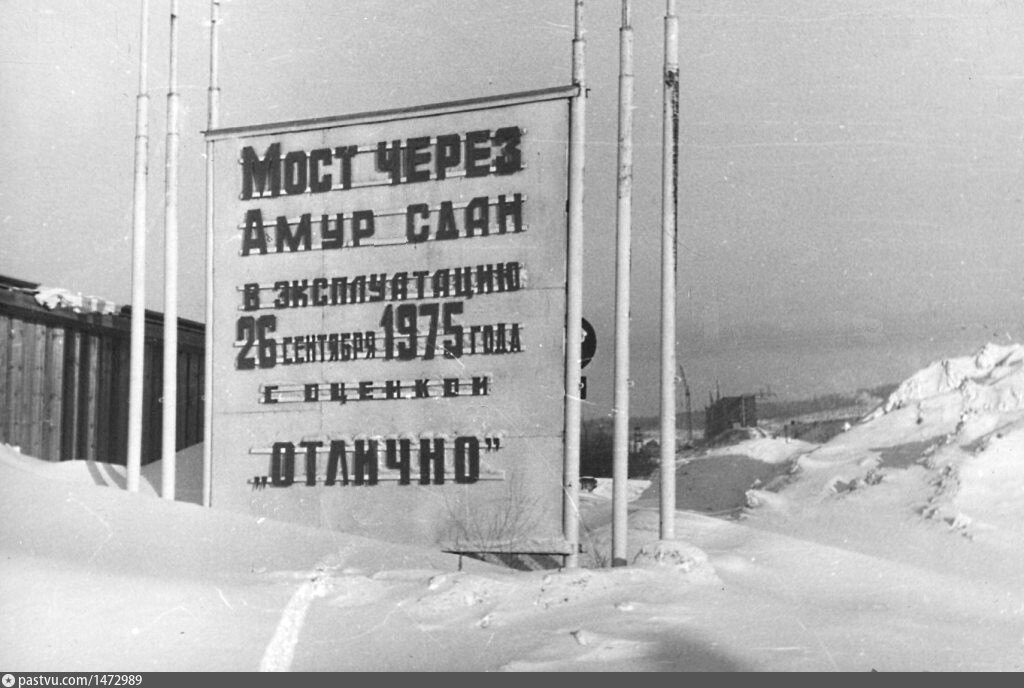 Мост через
Амур сдан
в эксплуатацию
26 сентября 1975 года
с оценкой
„Отлично”
pastvu.com/1472989